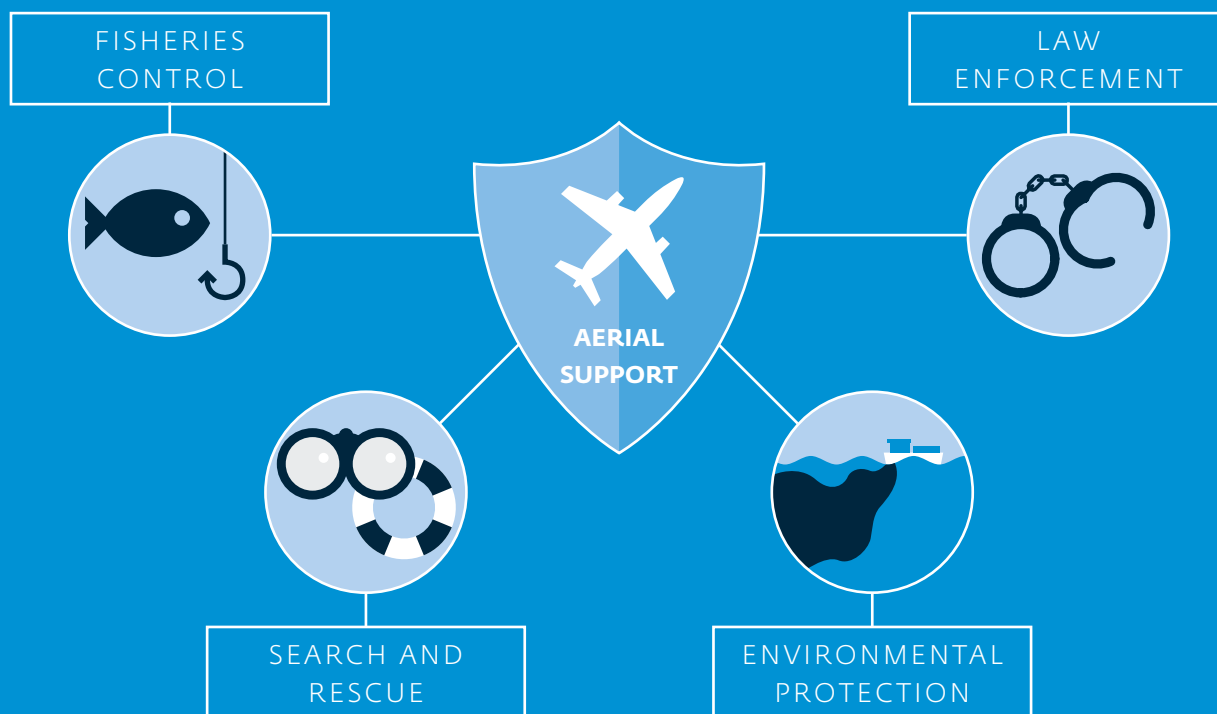 FISHERIES
CONTROL
LAW
ENFORCEMENT
AERIAL
SUPPORT
SEARCH AND
RESCUE
ENVIRONMENTAL
PROTECTION